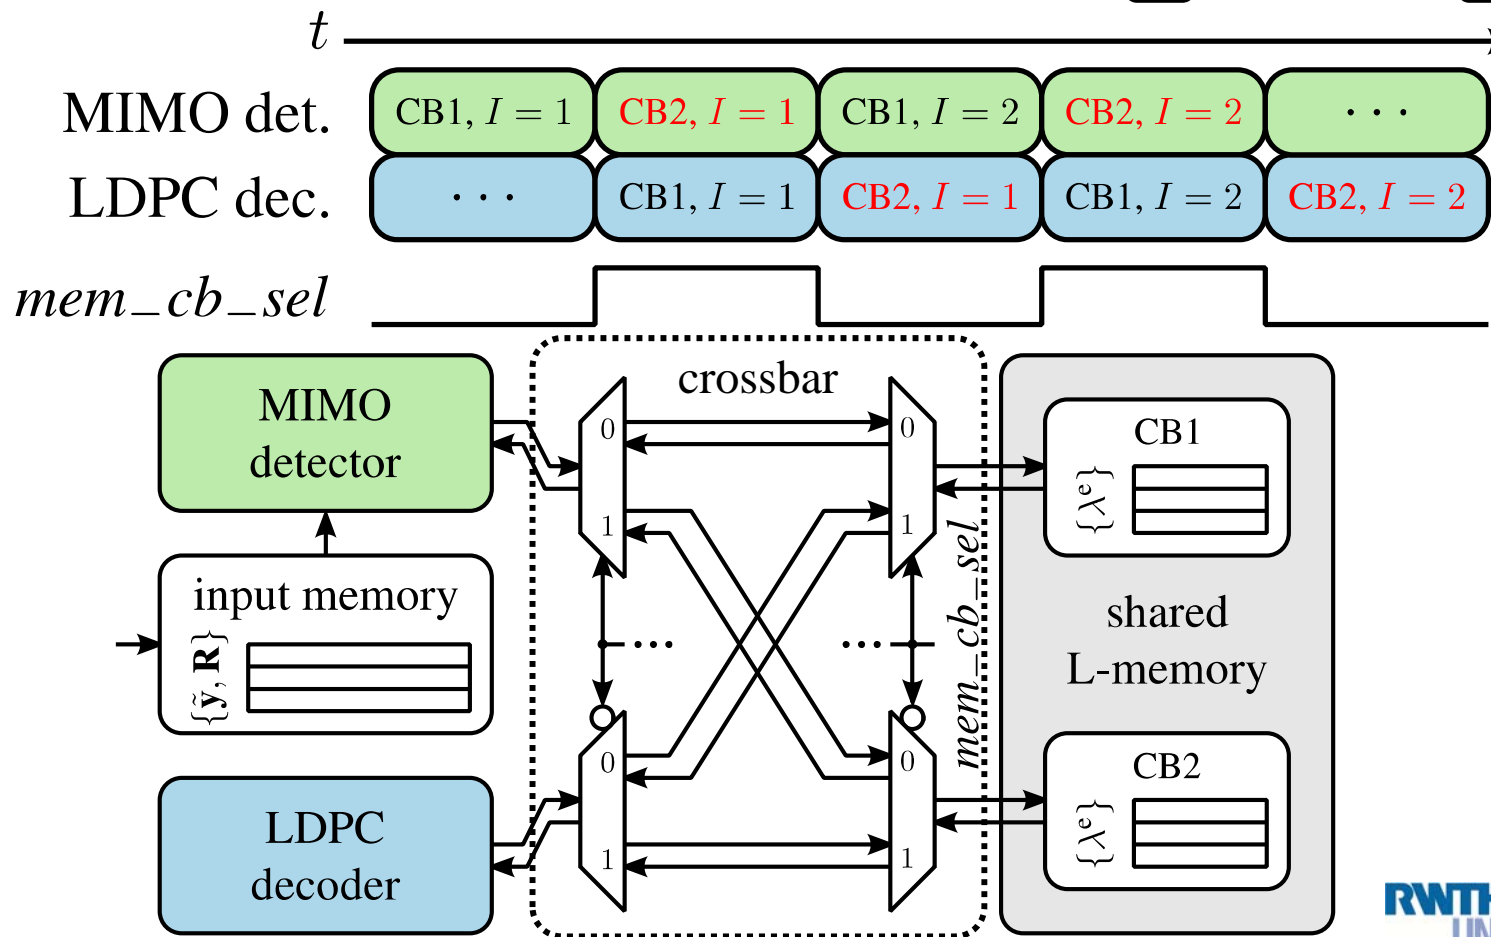 t
MIMO det. CB1, I = 1 CB2, I = 1 CB1, I = 2 CB2, I = 2 ···
LDPC dec. ··· CB1, I = 1 CB2, I = 1 CB1, I = 2 CB2, I = 2
mem_cb_sel
crossbar
MIMO
detector
input memory
{ỹ, R}
LDPC
decoder
0
1
0
1
0
1
0
1
···
···
mem_cb_sel
CB1
{λᵉ}
shared
L-memory
CB2
{λᵉ}